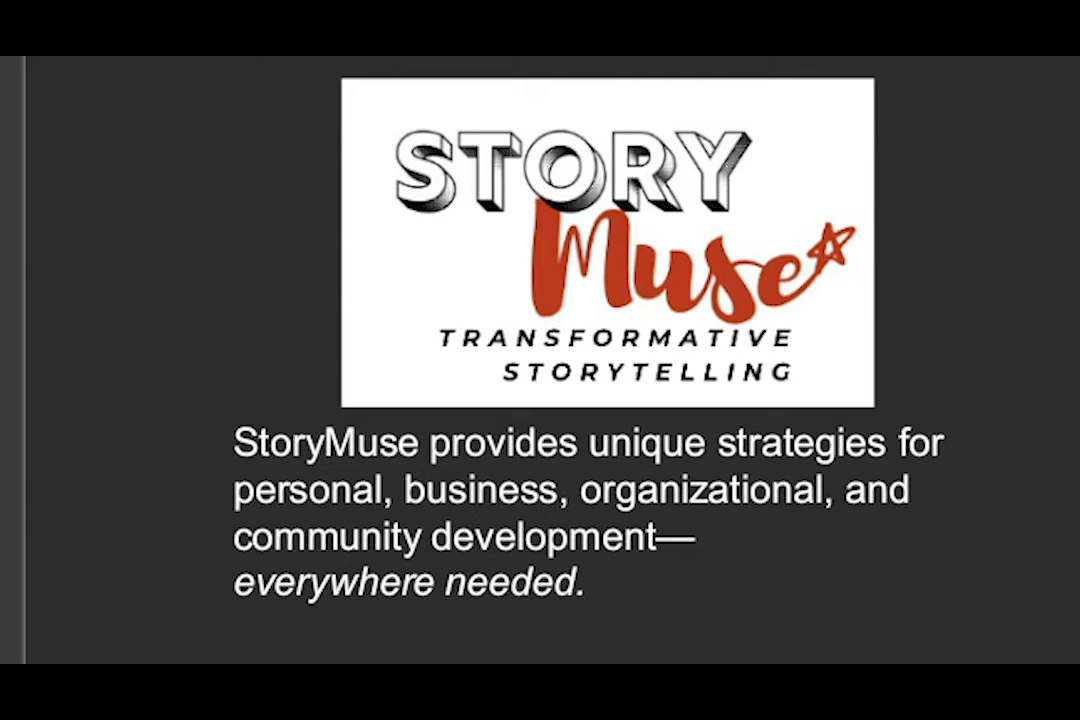 STORY
Muse
TRANSFORMATIVE
STORYTELLING
StoryMuse provides unique strategies for
personal, business, organizational, and
community development—
everywhere needed.